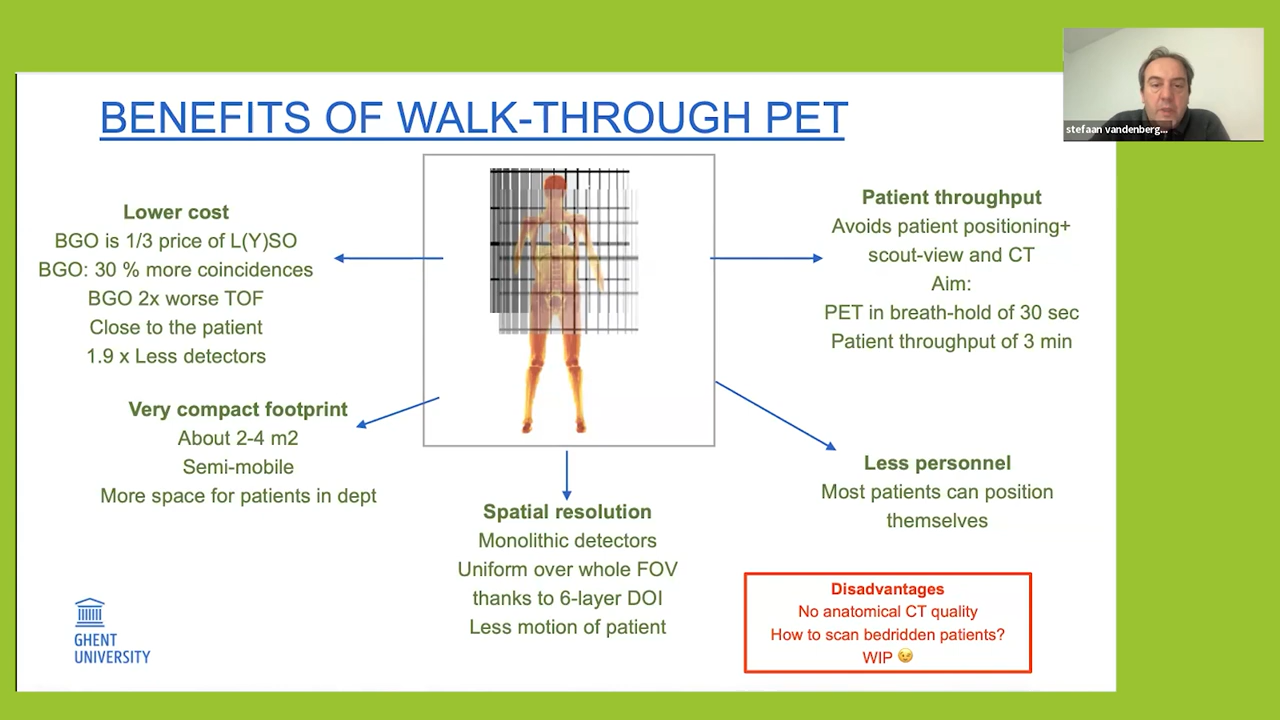 BENEFITS OF WALK-THROUGH PET
stefaan vandenberg...
Lower cost
BGO is 1/3 price of L(Y)SO
BGO: 30 % more coincidences
BGO 2x worse TOF
Close to the patient
1.9 x Less detectors
Very compact footprint
About 2-4 m2
Semi-mobile
More space for patients in dept
Spatial resolution
Monolithic detectors
Uniform over whole FOV
thanks to 6-layer DOI
Less motion of patient
Patient throughput
Avoids patient positioning+
scout-view and CT
Aim:
PET in breath-hold of 30 sec
Patient throughput of 3 min
Less personnel
Most patients can position
themselves
Disadvantages
No anatomical CT quality
How to scan bedridden patients?
WIP 😉
GHENT
UNIVERSITY